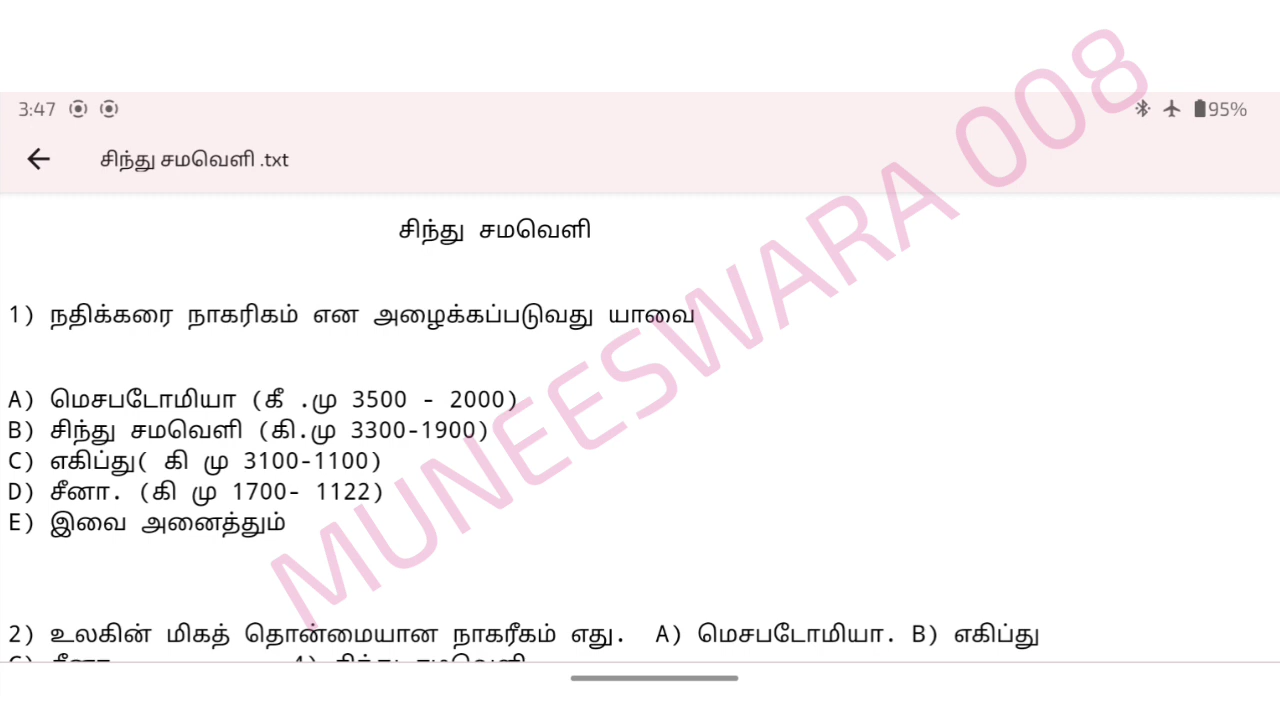 3:47 95%
சிந்து சமவெளி .txt
சிந்து சமவெளி
1) நதிக்கரை நாகரிகம் என அழைக்கப்படுவது யாவை
A) மெசபடோமியா (கீ .மு 3500 - 2000)
B) சிந்து சமவெளி (கி.மு 3300-1900)
C) எகிப்து( கி மு 3100-1100)
D) சீனா. (கி மு 1700- 1122)
E) இவை அனைத்தும்
2) உலகின் மிகத் தொன்மையான நாகரீகம் எது. A) மெசபடோமியா. B) எகிப்து
MUNEESWARA 008